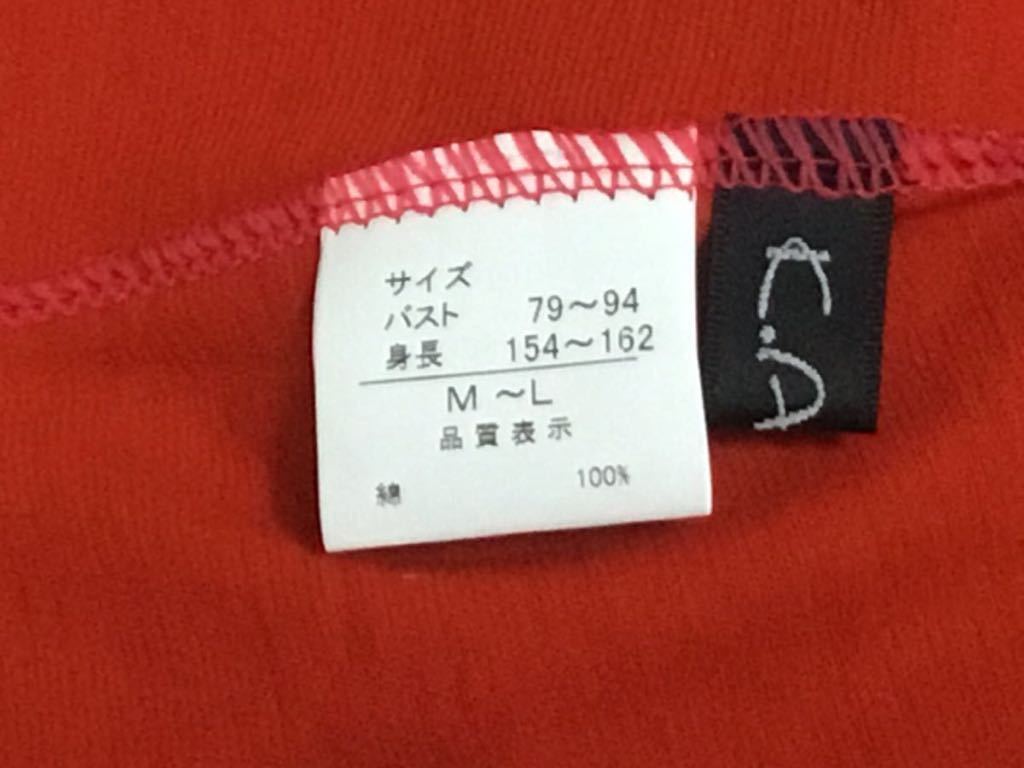 サイズ
バスト 79～94
身長 154～162
M ～L
品質表示
綿 100%